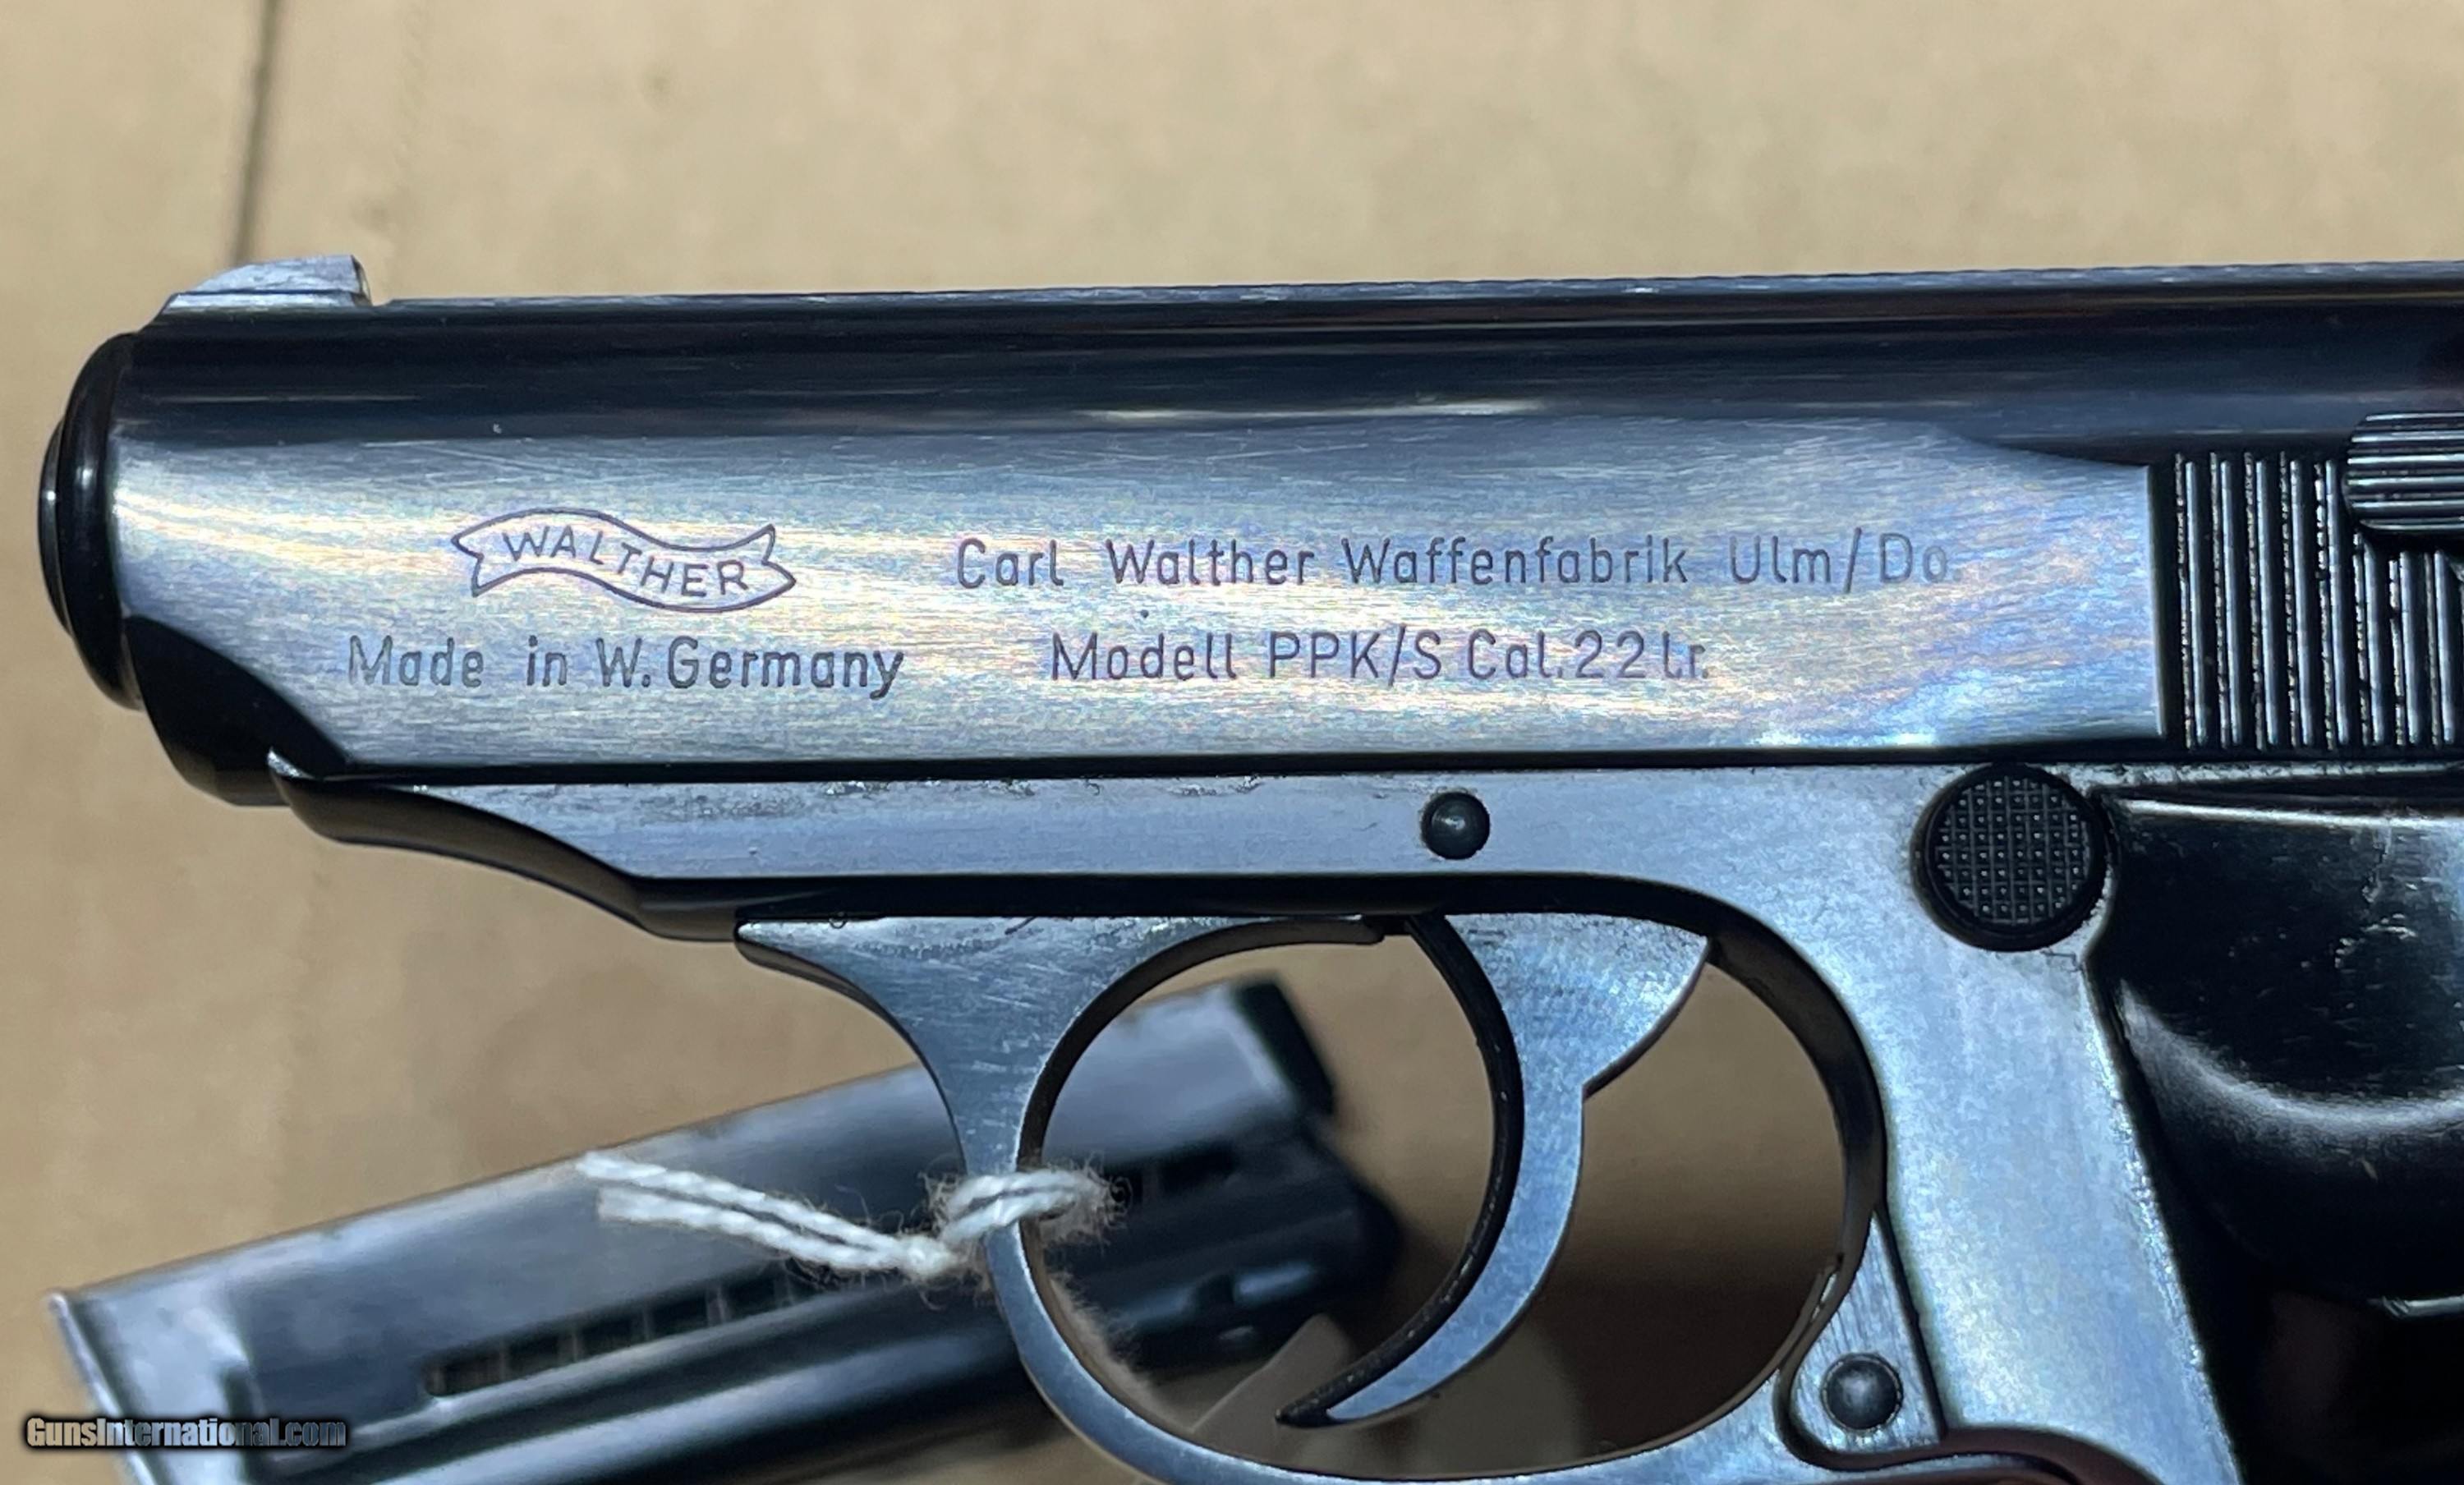 WALTHER
Made in W. Germany
Carl Walther Waffenfabrik Ulm/Do.
Modell PPK/S Cal. 22 l.r.
GunsInternational.com